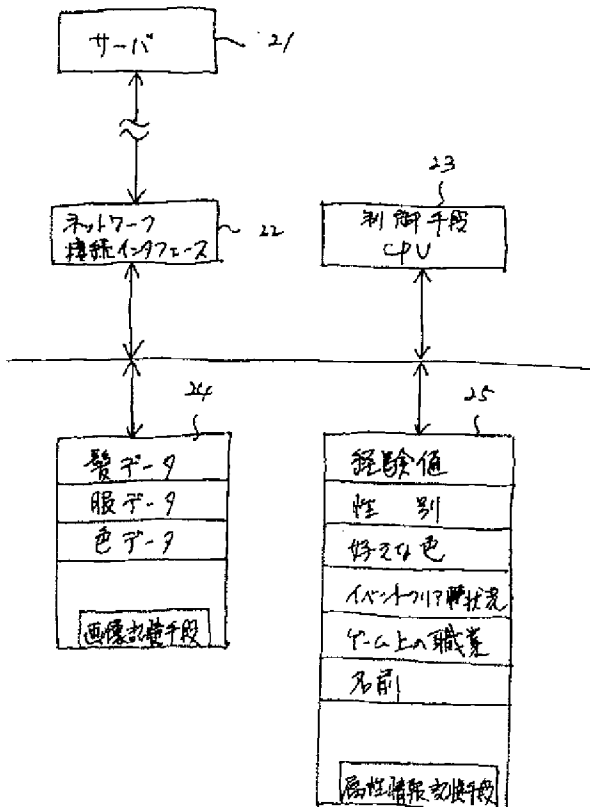 サーバ
21
ネットワーク
接続インタフェース
22
23
制御手段
CPU
24
髪データ
服データ
色データ
画像記憶手段
25
経験値
性別
好きな色
イベントクリア状況
ゲーム上の職業
名前
属性情報記憶手段